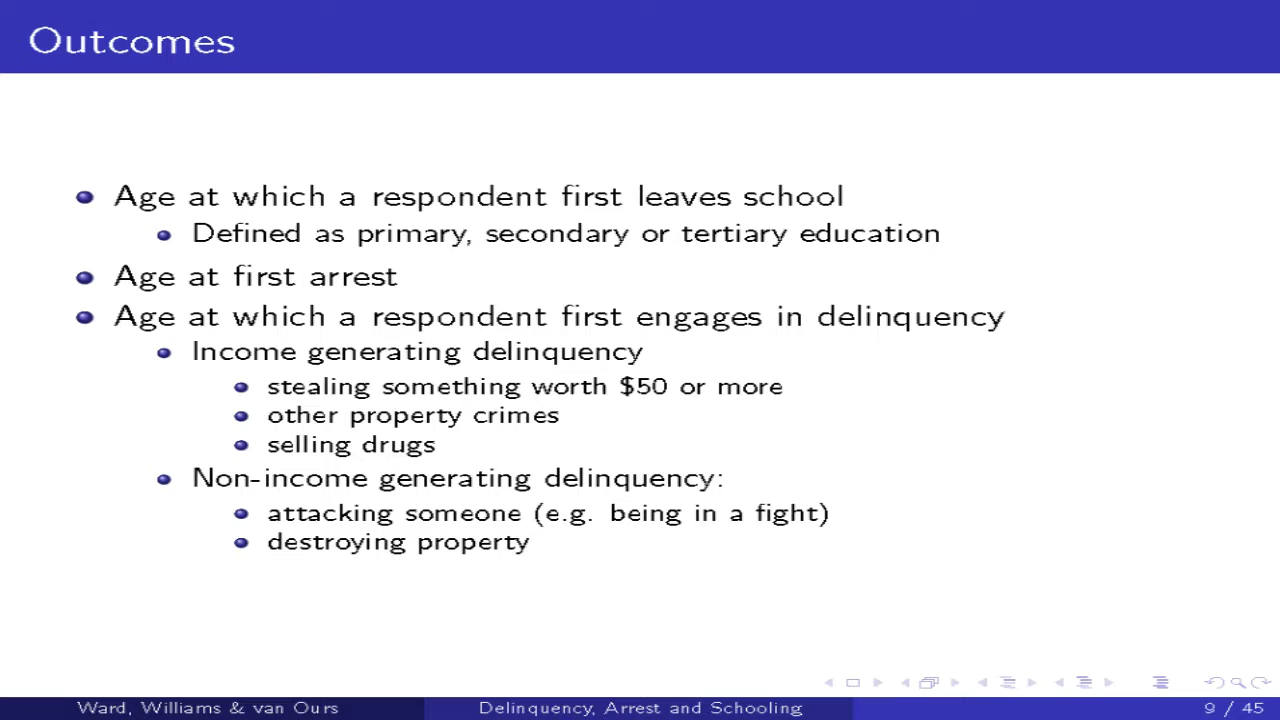 Outcomes
Age at which a respondent first leaves school
Defined as primary, secondary or tertiary education
Age at first arrest
Age at which a respondent first engages in delinquency
Income generating delinquency
stealing something worth $50 or more
other property crimes
selling drugs
Non-income generating delinquency:
attacking someone (e.g. being in a fight)
destroying property
Ward, Williams & van Ours
Delinquency, Arrest and Schooling
9 / 45